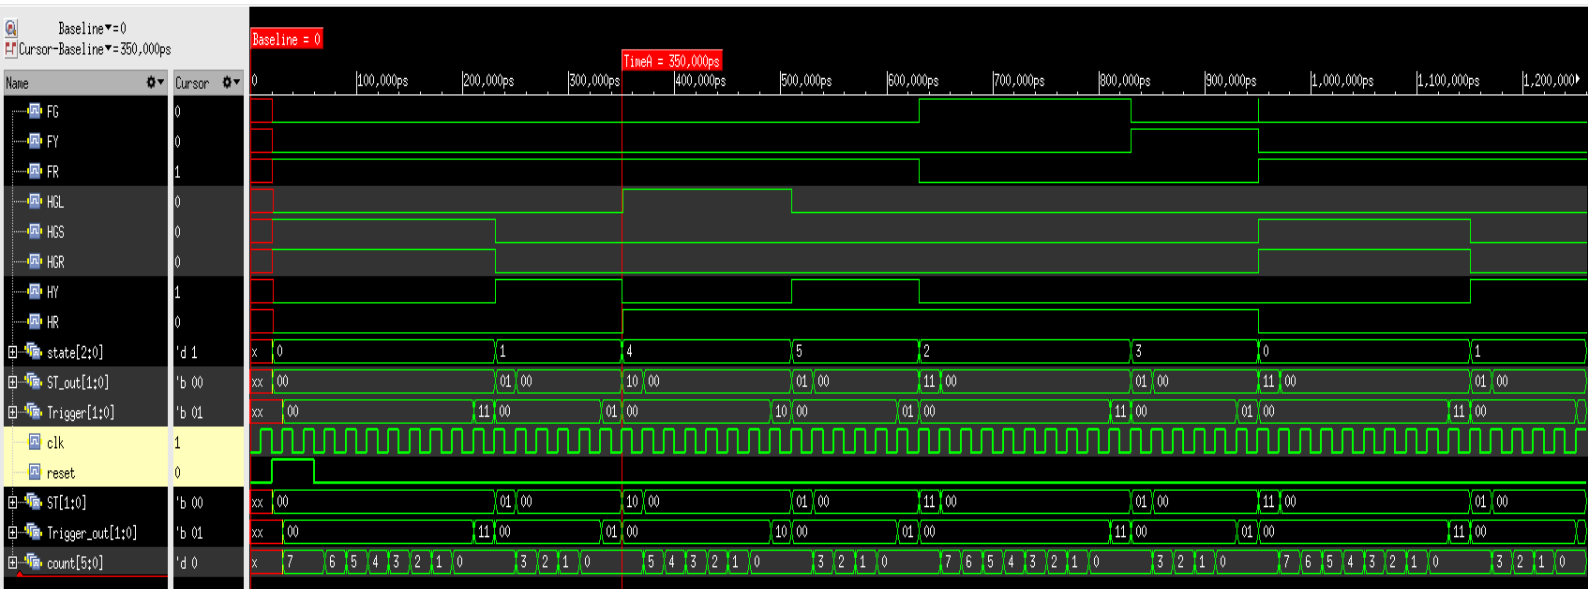 Baseline▼=0
Cursor-Baseline▼=350,000ps
Baseline = 0
TimeA = 350,000ps
Name Cursor 0 100,000ps 200,000ps 300,000ps 400,000ps 500,000ps 600,000ps 700,000ps 800,000ps 900,000ps 1,000,000ps 1,100,000ps 1,200,000
FG 0
FY 0
FR 1
HGL 0
HGS 0
HGR 0
HY 1
HR 0
state[2:0] 'd 1 x 0 1 4 5 2 3 0 1
ST_out[1:0] 'b 00 xx 00 01 00 10 00 01 00 11 00 01 00 11 00 01 00
Trigger[1:0] 'b 01 xx 00 11 00 01 00 10 00 01 00 11 00 01 00 11 00
clk 1
reset 0
ST[1:0] 'b 00 xx 00 01 00 10 00 01 00 11 00 01 00 11 00 01 00
Trigger_out[1:0] 'b 01 xx 00 11 00 01 00 10 00 01 00 11 00 01 00 11 00
count[5:0] 'd 0 x 7 6 5 4 3 2 1 0 3 2 1 0 5 4 3 2 1 0 3 2 1 0 7 6 5 4 3 2 1 0 3 2 1 0 7 6 5 4 3 2 1 0 3 2 1 0